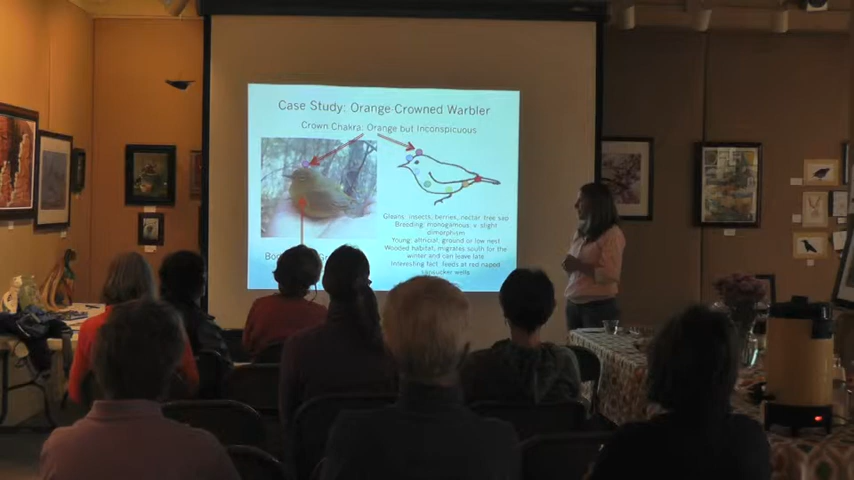 Case Study: Orange Crowned Warbler
Crown Chakra: Orange but Inconspicuous
Gleans: insects, berries, nectar, tree sap
Breeding: monogamous, slight
dimorphism
Young: altricial, ground or low nest
Wooded habitat, migrates south for the
winter and can leave late
Interesting fact: feeds at red naped
sapsucker wells